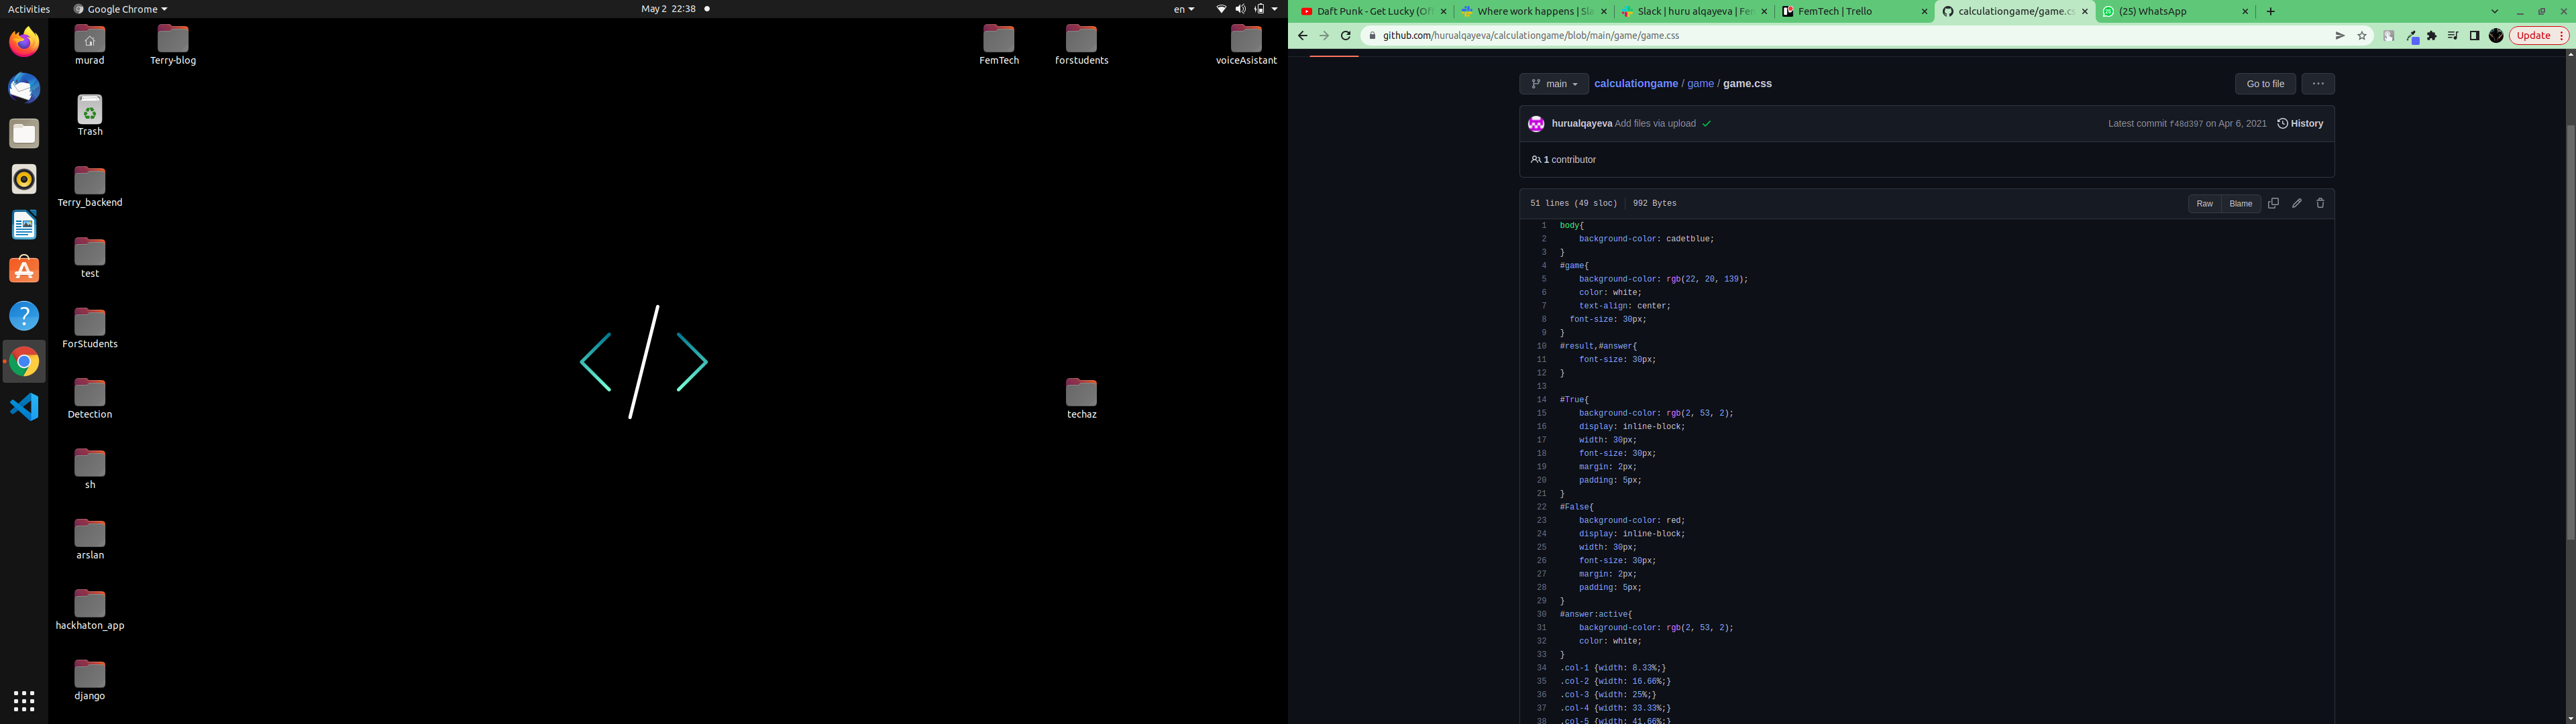 Activities
Google Chrome
May 2 22:38
en
murad
Terry-blog
FemTech
forstudents
voiceAsistant
Trash
Terry_backend
test
ForStudents
Detection
techaz
sh
arslan
hackhaton_app
django
Daft Punk - Get Lucky (Of
Where work happens | Sla
Slack | huru alqayeva | Fem
FemTech | Trello
calculationgame/game.cs
(25) WhatsApp
github.com/hurualqayeva/calculationgame/blob/main/game/game.css
Update
main
calculationgame / game / game.css
Go to file
hurualqayeva Add files via upload
Latest commit f48d397 on Apr 6, 2021
History
1 contributor
51 lines (49 sloc)
992 Bytes
Raw
Blame
1 body{
2 background-color: cadetblue;
3 }
4 #game{
5 background-color: rgb(22, 20, 139);
6 color: white;
7 text-align: center;
8 font-size: 30px;
9 }
10 #result,#answer{
11 font-size: 30px;
12 }
13
14 #True{
15 background-color: rgb(2, 53, 2);
16 display: inline-block;
17 width: 30px;
18 font-size: 30px;
19 margin: 2px;
20 padding: 5px;
21 }
22 #False{
23 background-color: red;
24 display: inline-block;
25 width: 30px;
26 font-size: 30px;
27 margin: 2px;
28 padding: 5px;
29 }
30 #answer:active{
31 background-color: rgb(2, 53, 2);
32 color: white;
33 }
34 .col-1 {width: 8.33%;}
35 .col-2 {width: 16.66%;}
36 .col-3 {width: 25%;}
37 .col-4 {width: 33.33%;}
38 .col-5 {width: 41.66%;}